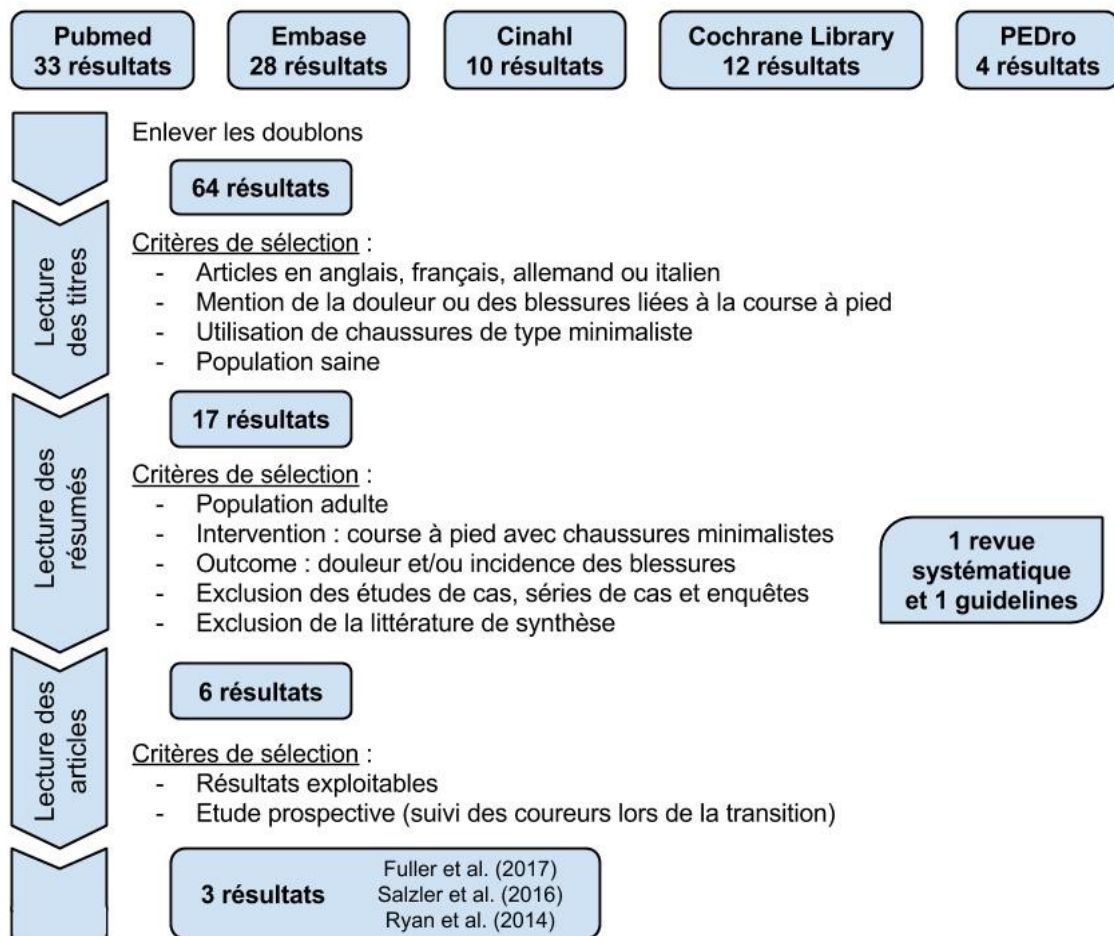 Pubmed
33 résultats
Embase
28 résultats
Cinahl
10 résultats
Cochrane Library
12 résultats
PEDro
4 résultats
Enlever les doublons
64 résultats
Lecture
des titres
Critères de sélection :
- Articles en anglais, français, allemand ou italien
- Mention de la douleur ou des blessures liées à la course à pied
- Utilisation de chaussures de type minimaliste
- Population saine
17 résultats
Lecture des
résumés
Critères de sélection :
- Population adulte
- Intervention : course à pied avec chaussures minimalistes
- Outcome : douleur et/ou incidence des blessures
- Exclusion des études de cas, séries de cas et enquêtes
- Exclusion de la littérature de synthèse
1 revue
systématique
et 1 guidelines
6 résultats
Lecture des
articles
Critères de sélection :
- Résultats exploitables
- Etude prospective (suivi des coureurs lors de la transition)
3 résultats
Fuller et al. (2017)
Salzler et al. (2016)
Ryan et al. (2014)